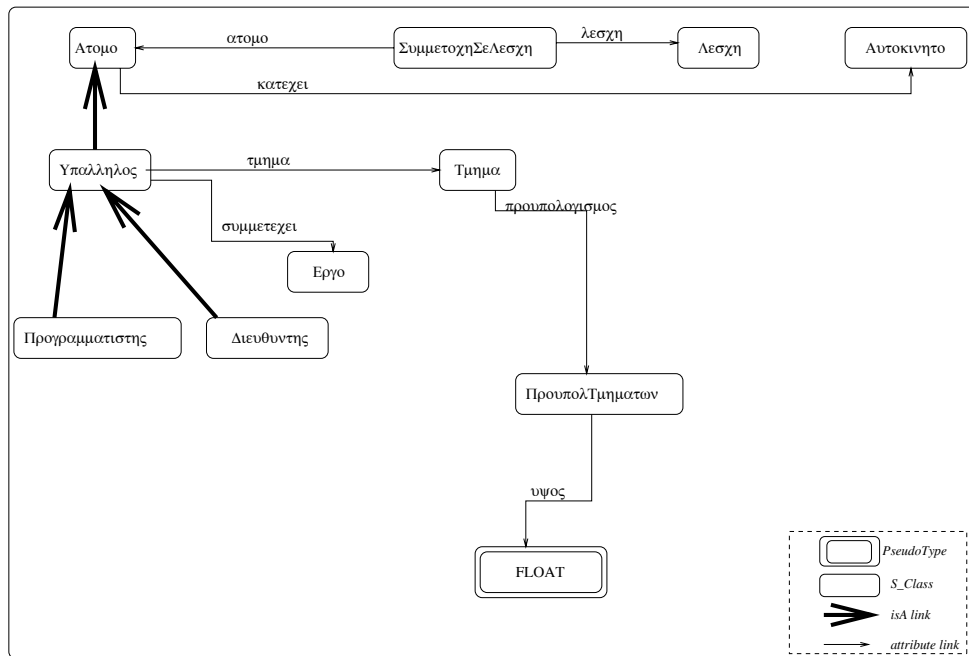 Ατομο
ατομο
ΣυμμετοχηΣεΛεσχη
λεσχη
Λεσχη
Αυτοκινητο
κατεχει
Υπαλληλος
τμημα
Τμημα
προυπολογισμος
συμμετεχει
Εργο
Προγραμματιστης
Διευθυντης
ΠρουπολΤμηματων
υψος
FLOAT
PseudoType
S_Class
isA link
attribute link